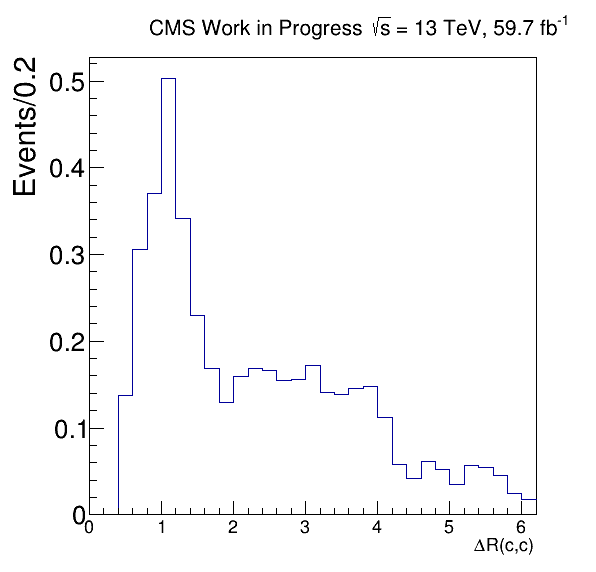 CMS Work in Progress √s = 13 TeV, 59.7 fb⁻¹
Events/0.2
0.5
0.4
0.3
0.2
0.1
0
0 1 2 3 4 5 6
ΔR(c,c)